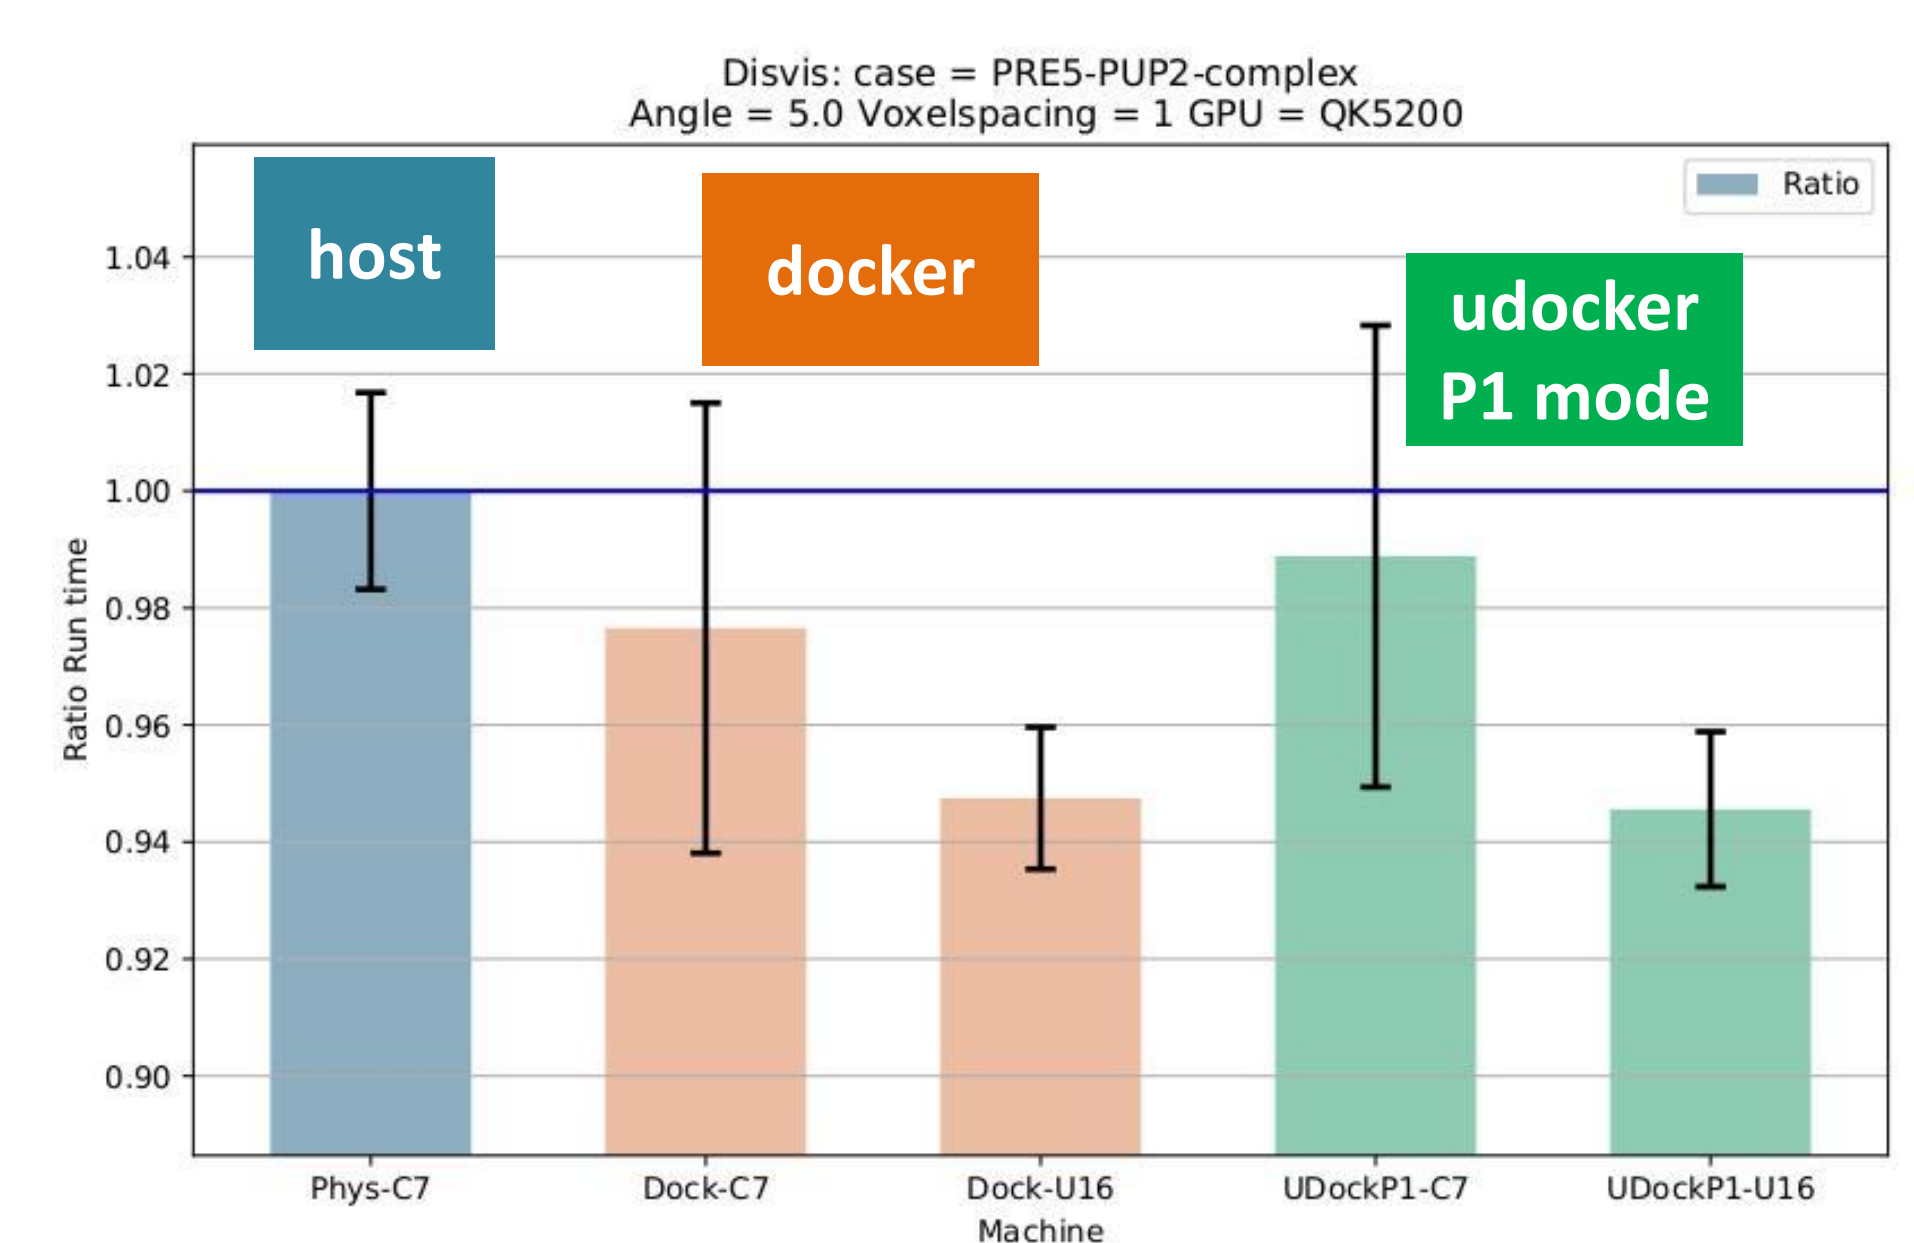 Disvis: case = PRE5-PUP2-complex
Angle = 5.0 Voxelspacing = 1 GPU = QK5200
host
docker
Ratio
udocker
P1 mode
1.04
1.02
1.00
0.98
0.96
0.94
0.92
0.90
Ratio Run time
Phys-C7
Dock-C7
Dock-U16
UDockP1-C7
UDockP1-U16
Machine